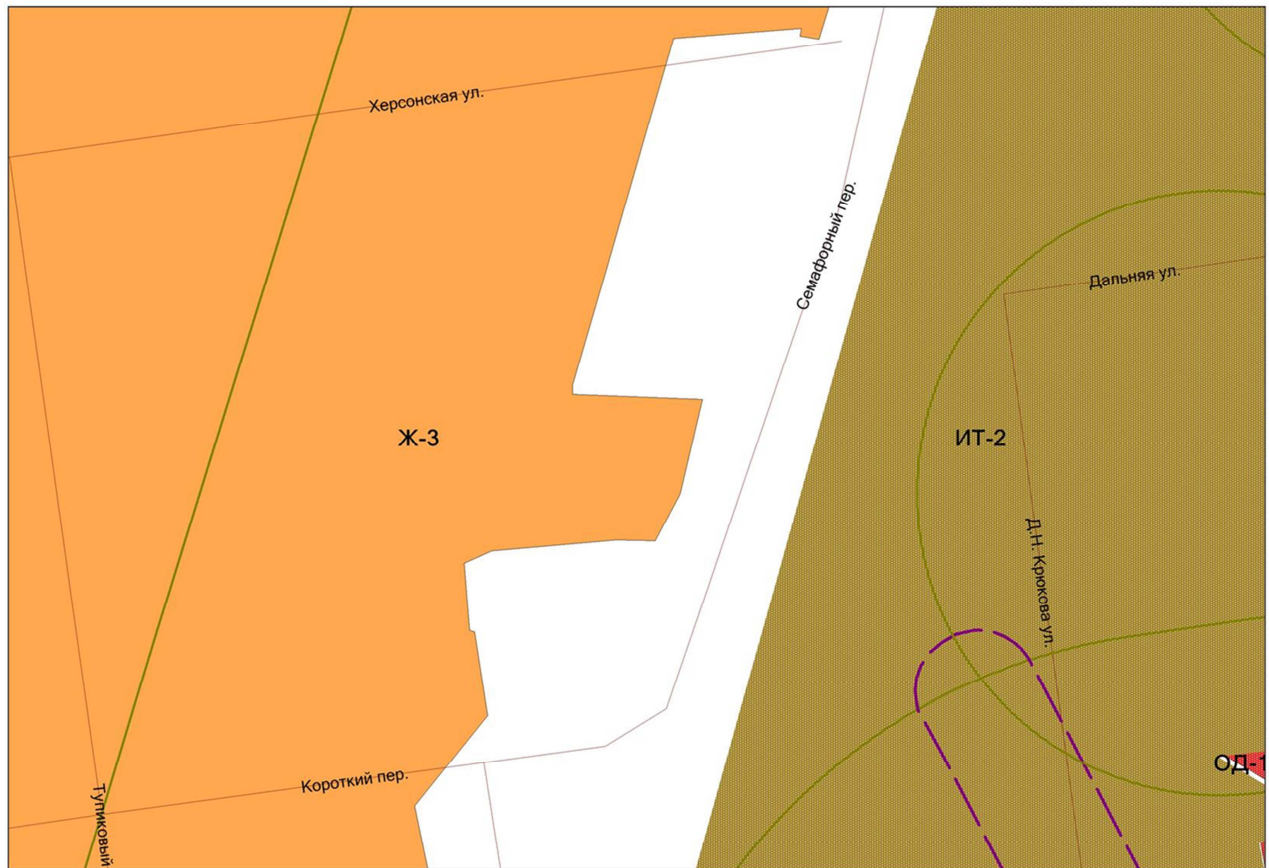 Херсонская ул.
Семафорный пер.
Дальняя ул.
Ж-3
ИТ-2
Д.Н. Крюкова ул.
Короткий пер.
ОД-1
Тупиковый